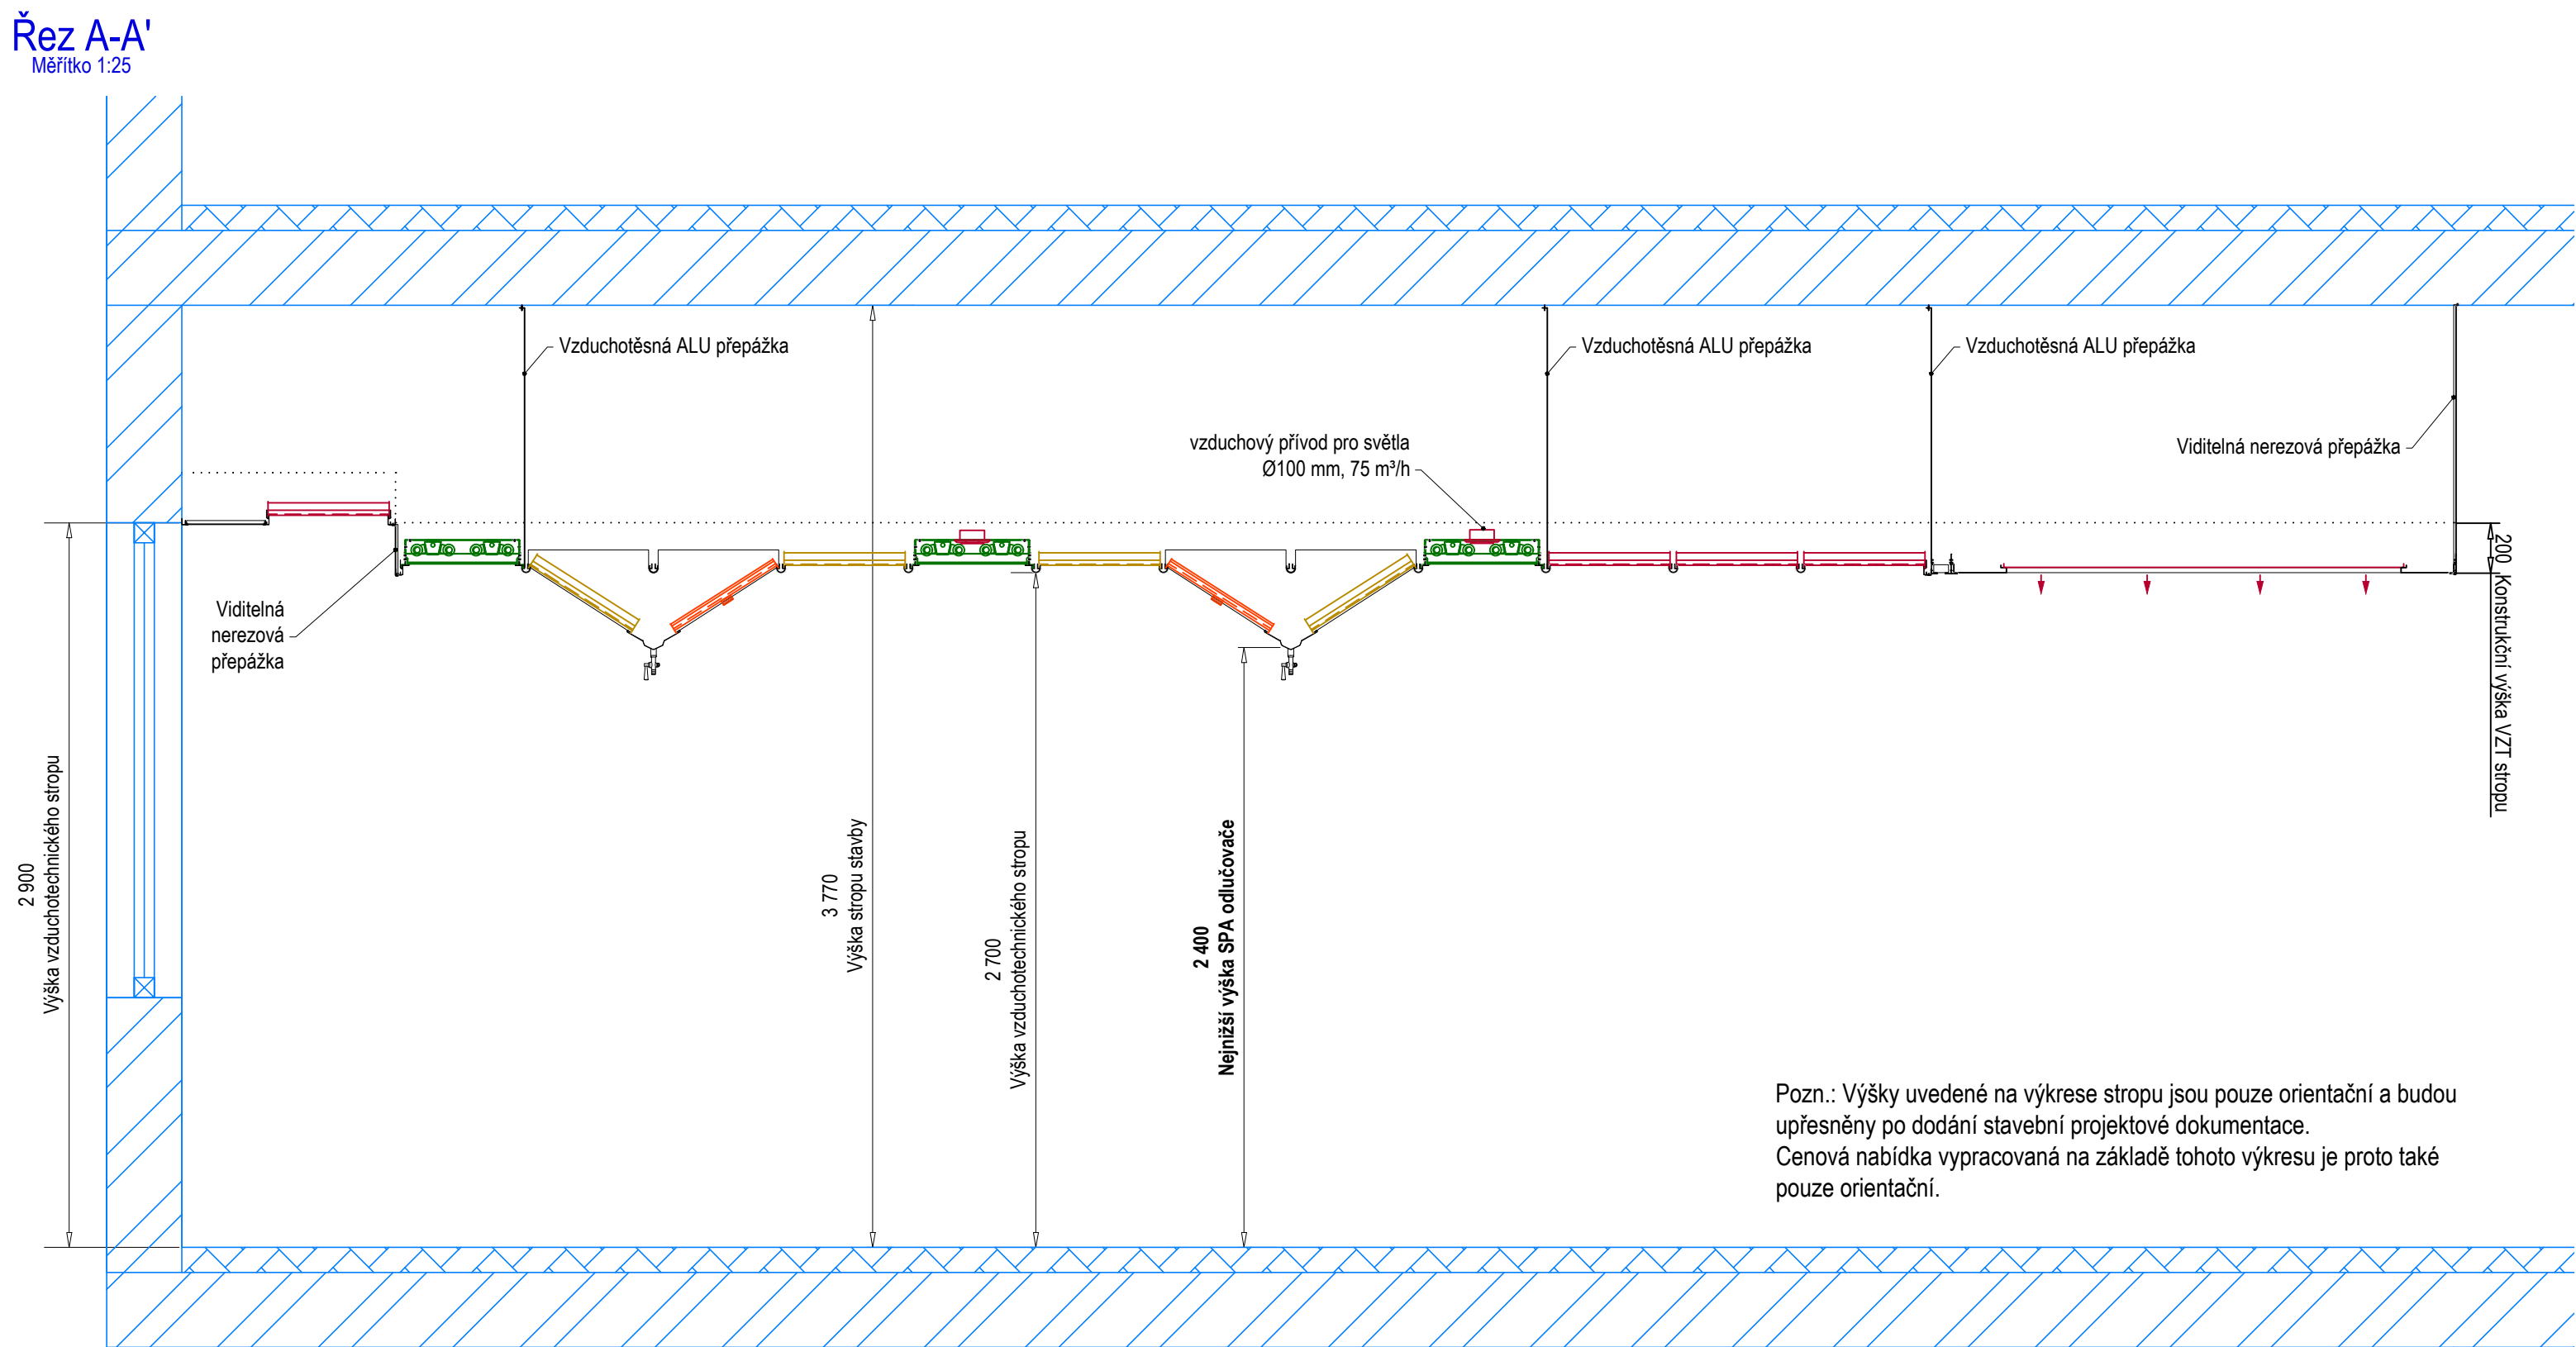 Řez A-A'
Měřítko 1:25
Vzduchotěsná ALU přepážka
Vzduchotěsná ALU přepážka
Vzduchotěsná ALU přepážka
vzduchový přívod pro světla
Ø100 mm, 75 m³/h
Viditelná nerezová přepážka
Viditelná
nerezová
přepážka
200 Konstrukční výška VZT stropu
2 900
Výška vzduchotechnického stropu
3 770
Výška stropu stavby
2 700
Výška vzduchotechnického stropu
2 400
Nejnižší výška SPA odlučovače
Pozn.: Výšky uvedené na výkrese stropu jsou pouze orientační a budou
upřesněny po dodání stavební projektové dokumentace.
Cenová nabídka vypracovaná na základě tohoto výkresu je proto také
pouze orientační.